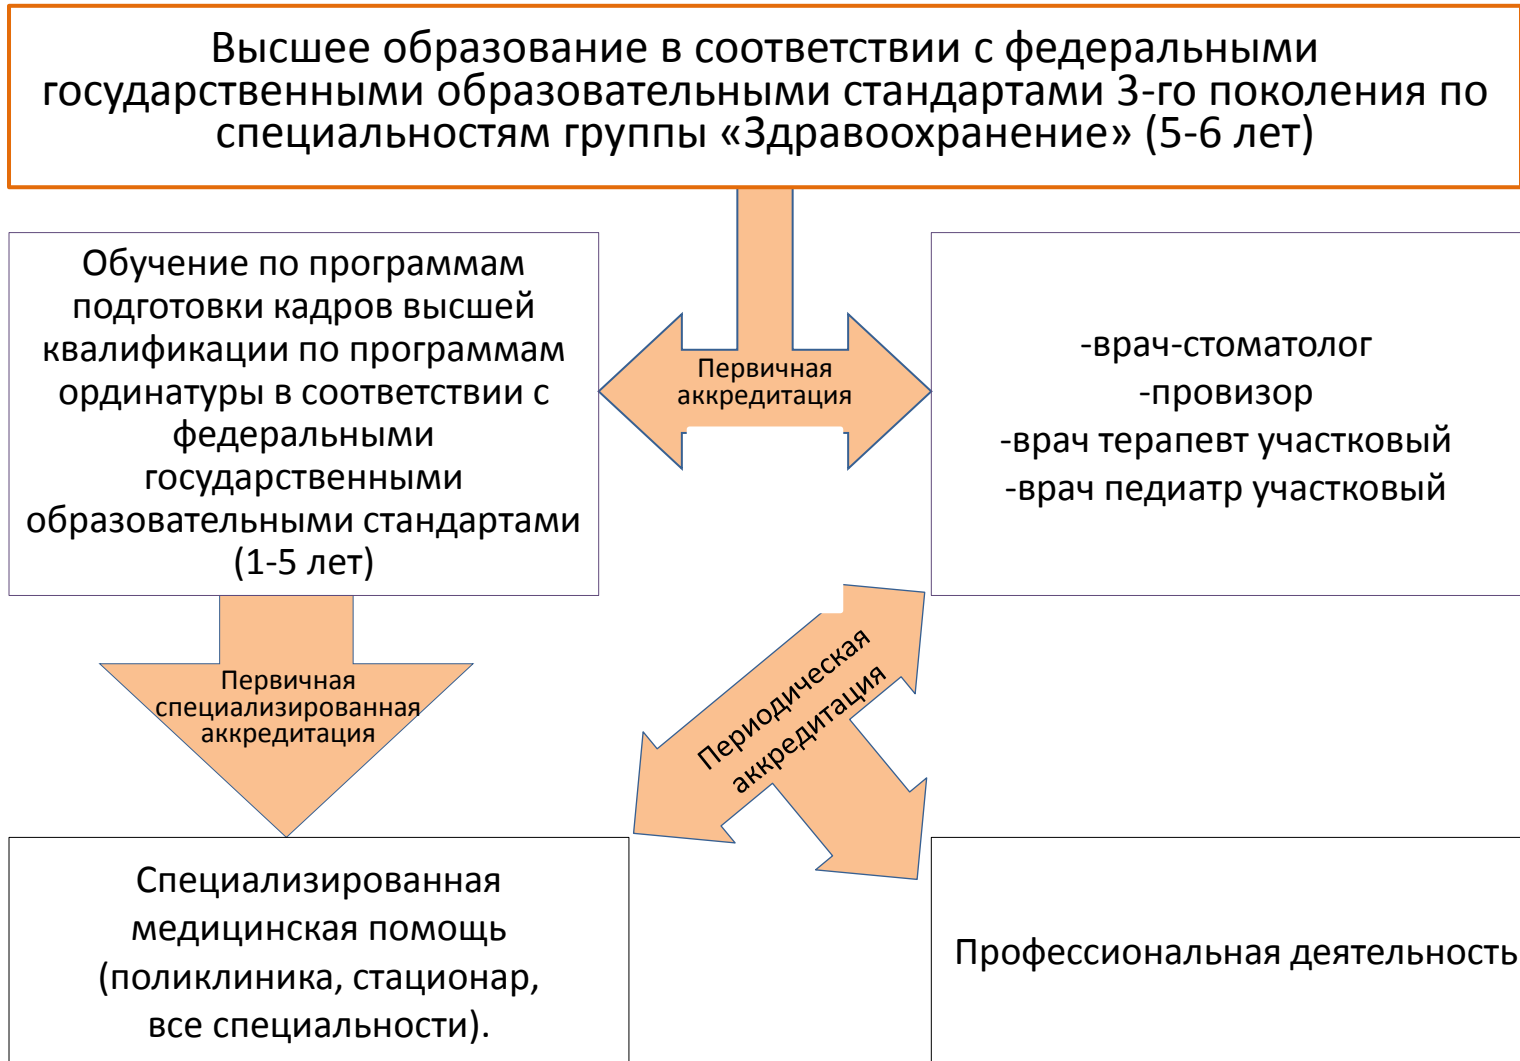 Высшее образование в соответствии с федеральными
государственными образовательными стандартами 3-го поколения по
специальностям группы «Здравоохранение» (5-6 лет)
Обучение по программам
подготовки кадров высшей
квалификации по программам
ординатуры в соответствии с
федеральными
государственными
образовательными стандартами
(1-5 лет)
Первичная
аккредитация
-врач-стоматолог
-провизор
-врач терапевт участковый
-врач педиатр участковый
Первичная
специализированная
аккредитация
Периодическая
аккредитация
Специализированная
медицинская помощь
(поликлиника, стационар,
все специальности).
Профессиональная деятельность